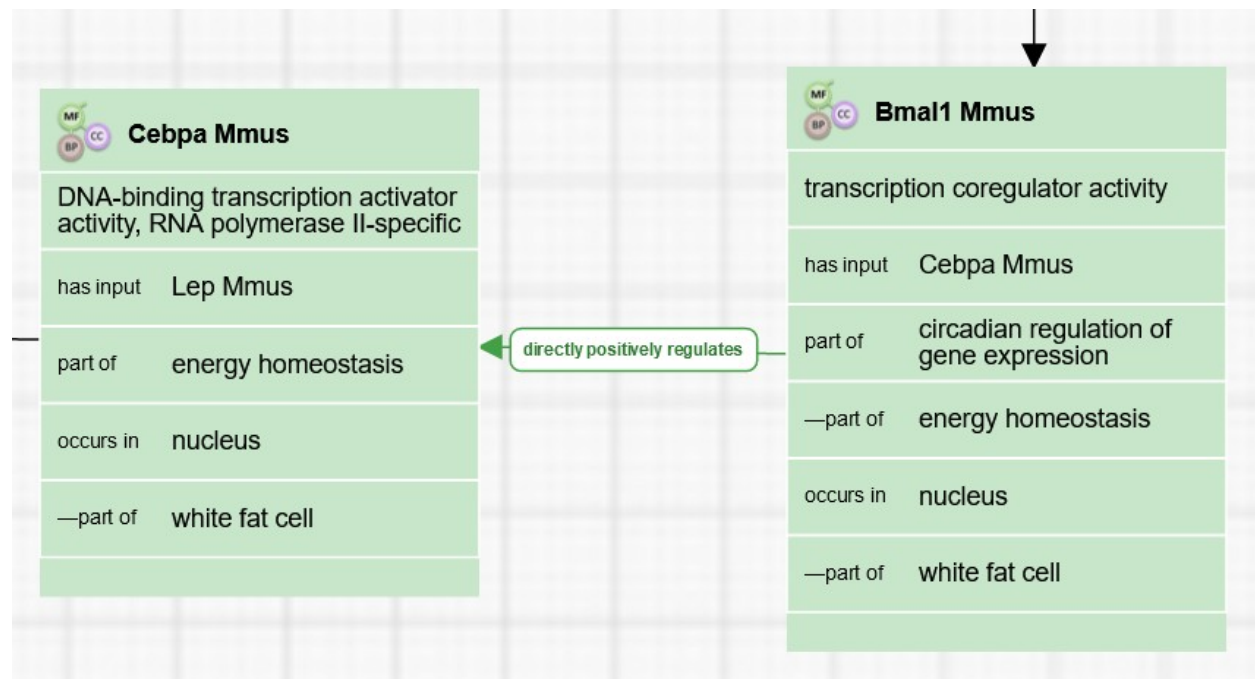 MF
CC
BP
Cebpa Mmus
DNA-binding transcription activator
activity, RNA polymerase II-specific
has input Lep Mmus
part of energy homeostasis
occurs in nucleus
—part of white fat cell
directly positively regulates
MF
CC
BP
Bmal1 Mmus
transcription coregulator activity
has input Cebpa Mmus
part of circadian regulation of
gene expression
—part of energy homeostasis
occurs in nucleus
—part of white fat cell